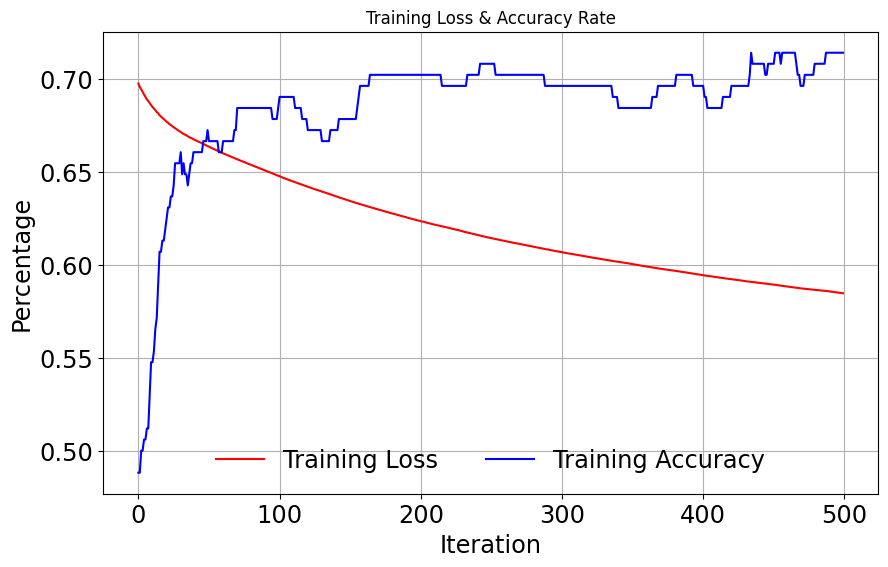 Training Loss & Accuracy Rate
Percentage
0.70
0.65
0.60
0.55
0.50
Training Loss
Training Accuracy
0 100 200 300 400 500
Iteration